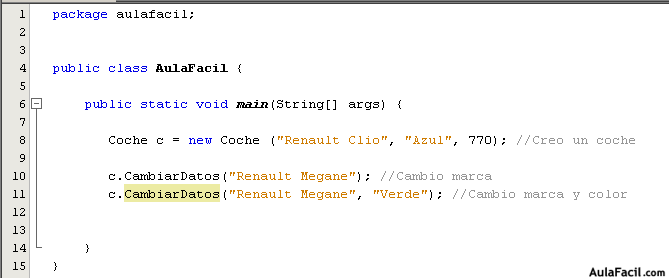 1 package aulafacil;
2
3
4 public class AulaFacil {
5
6 public static void main(String[] args) {
7
8 Coche c = new Coche ("Renault Clio", "Azul", 770); //Creo un coche
9
10 c.CambiarDatos("Renault Megane"); //Cambio marca
11 c.CambiarDatos("Renault Megane", "Verde"); //Cambio marca y color
12
13
14 }
15 }
AulaFacil.com